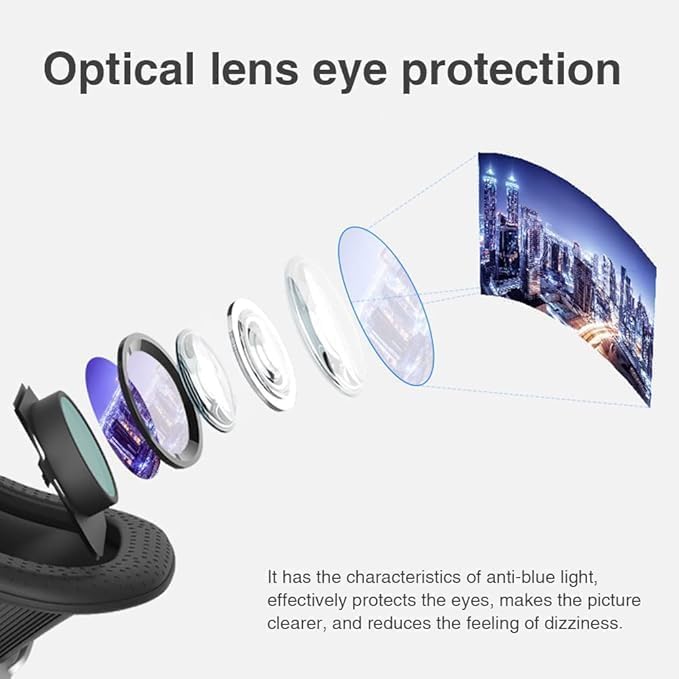 Optical lens eye protection
It has the characteristics of anti-blue light,
effectively protects the eyes, makes the picture
clearer, and reduces the feeling of dizziness.